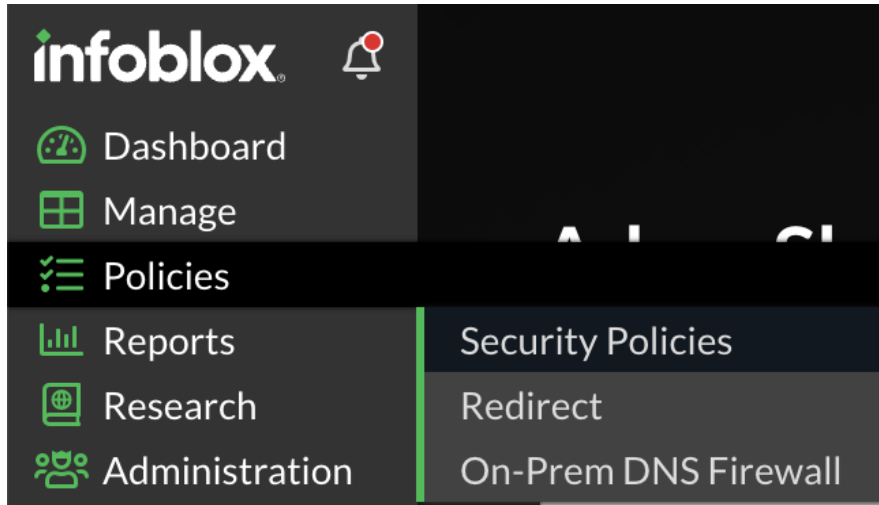 infoblox®
Dashboard
Manage
Policies
Reports
Research
Administration
Security Policies
Redirect
On-Prem DNS Firewall